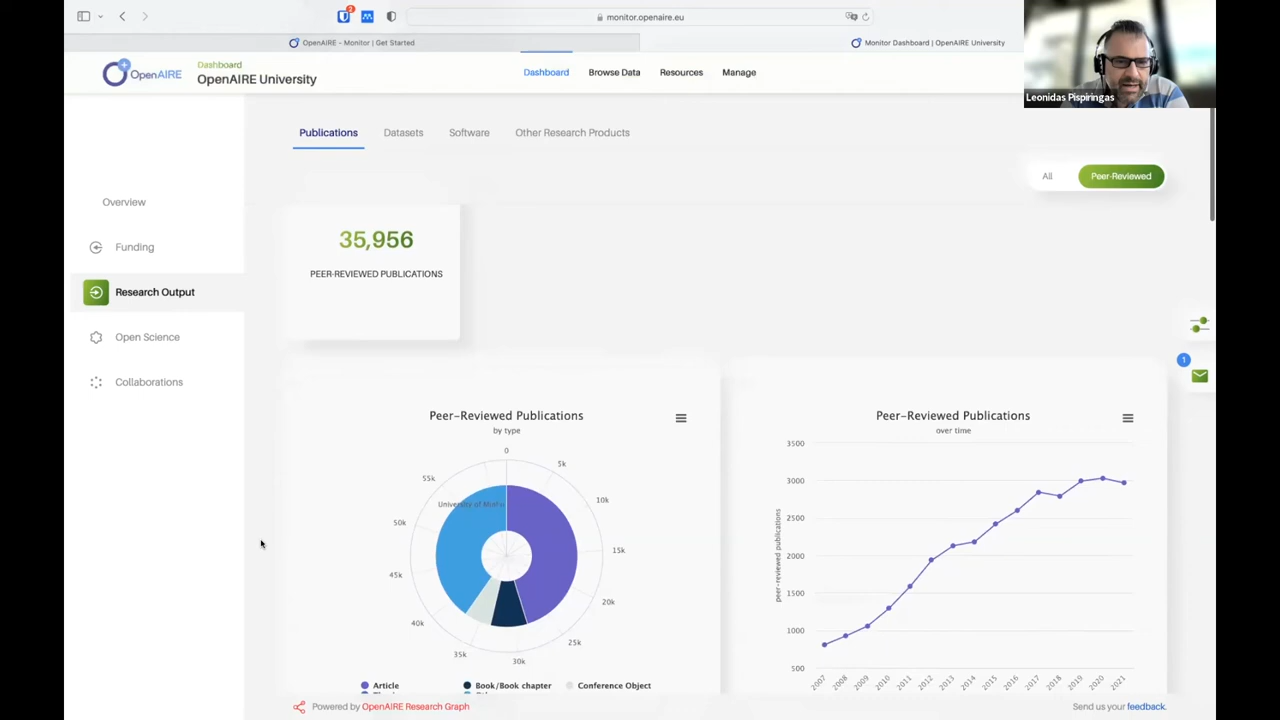 3
monitor.openaire.eu
OpenAIRE - Monitor | Get Started
Monitor Dashboard | OpenAIRE University
OpenAIRE
Dashboard
OpenAIRE University
Dashboard
Browse Data
Resources
Manage
Leonidas Pispiringas
Publications
Datasets
Software
Other Research Products
All
Peer-Reviewed
Overview
Funding
Research Output
Open Science
Collaborations
35,956
PEER-REVIEWED PUBLICATIONS
1
Peer-Reviewed Publications
by type
0
5k
10k
15k
20k
25k
30k
35k
40k
45k
50k
55k
Article
Book/Book chapter
Conference Object
Peer-Reviewed Publications
over time
peer-reviewed publications
3500
3000
2500
2000
1500
1000
500
2007
2008
2009
2010
2011
2012
2013
2014
2015
2016
2017
2018
2019
2020
2021
Powered by OpenAIRE Research Graph
Send us your feedback.